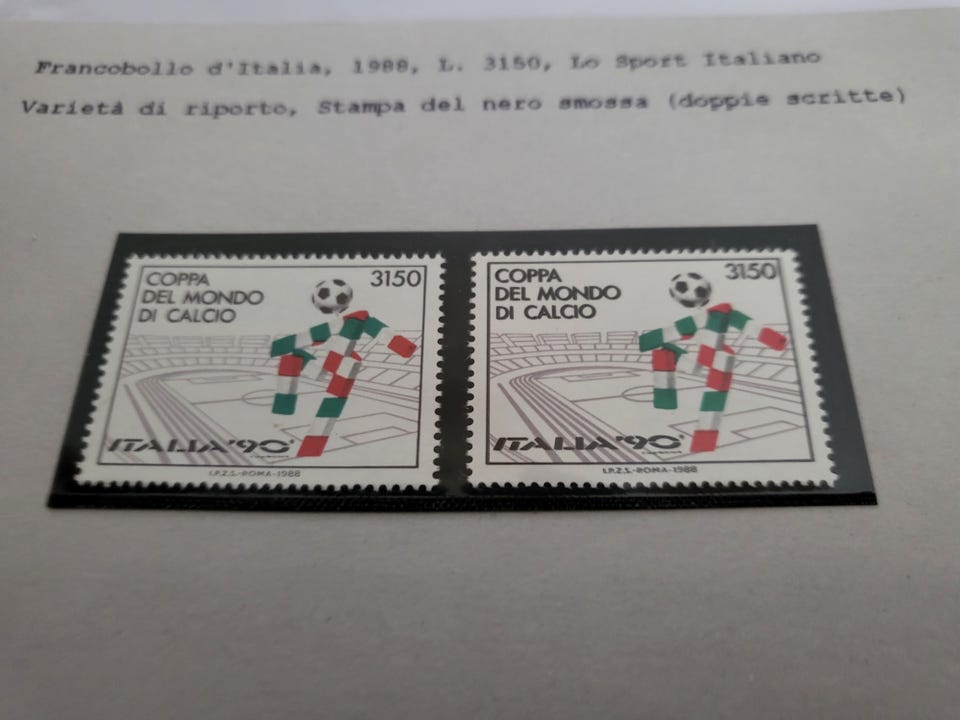 Francobollo d'Italia, 1988, L. 3150, Lo Sport Italiano
Varietà di riporto, Stampa del nero smossa (doppie scritte)
COPPA
DEL MONDO
DI CALCIO
3150
ITALIA'90
I.P.Z.S.-ROMA-1988
COPPA
DEL MONDO
DI CALCIO
3150
ITALIA'90
I.P.Z.S.-ROMA-1988